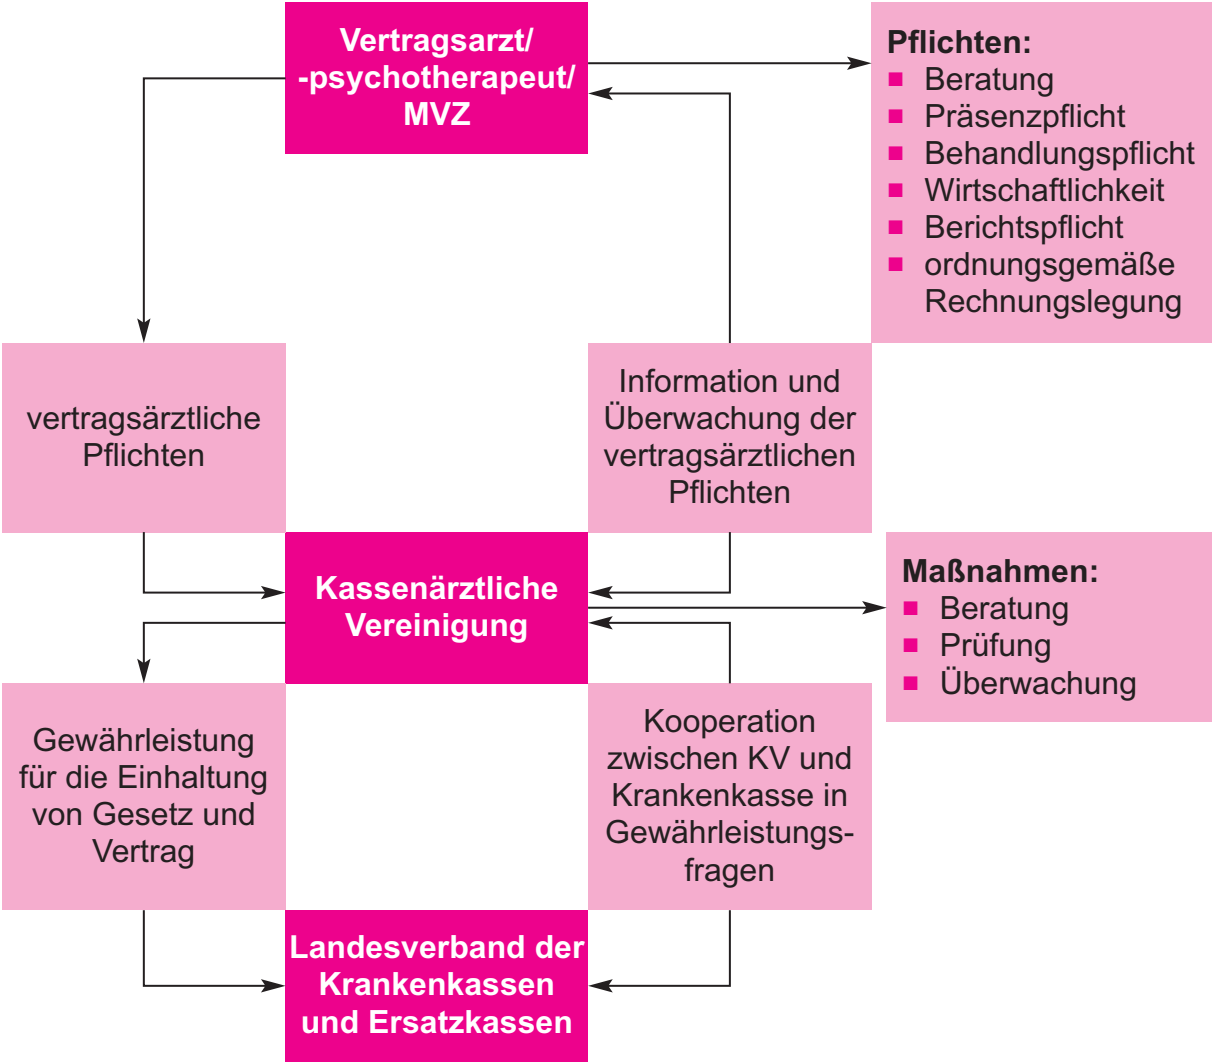 Vertragsarzt/
-psychotherapeut/
MVZ
Pflichten:
Beratung
Präsenzpflicht
Behandlungspflicht
Wirtschaftlichkeit
Berichtspflicht
ordnungsgemäße
Rechnungslegung
vertragsärztliche
Pflichten
Information und
Überwachung der
vertragsärztlichen
Pflichten
Kassenärztliche
Vereinigung
Maßnahmen:
Beratung
Prüfung
Überwachung
Gewährleistung
für die Einhaltung
von Gesetz und
Vertrag
Kooperation
zwischen KV und
Krankenkasse in
Gewährleistungs-
fragen
Landesverband der
Krankenkassen
und Ersatzkassen